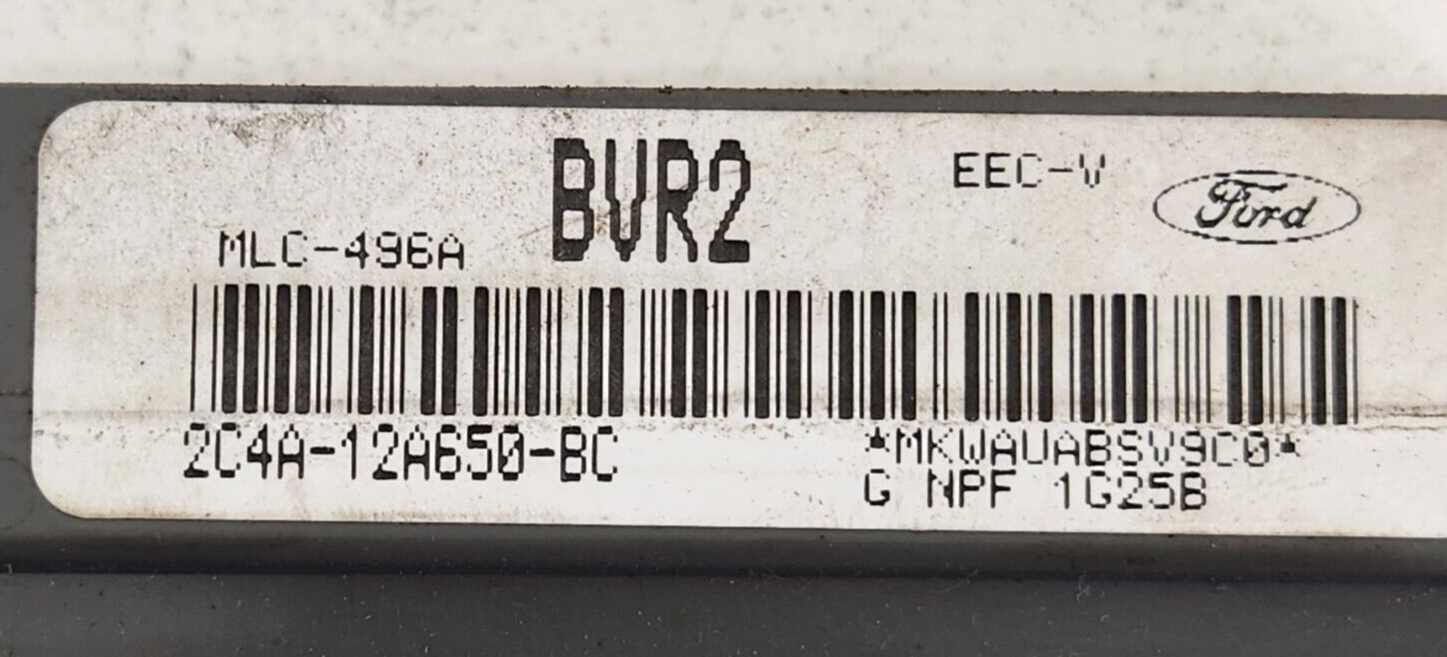 BVR2
EEC-V
Ford
MLC-496A
2C4A-12A650-BC
*MKWAUABSV9C0*
G NPF 1G25B